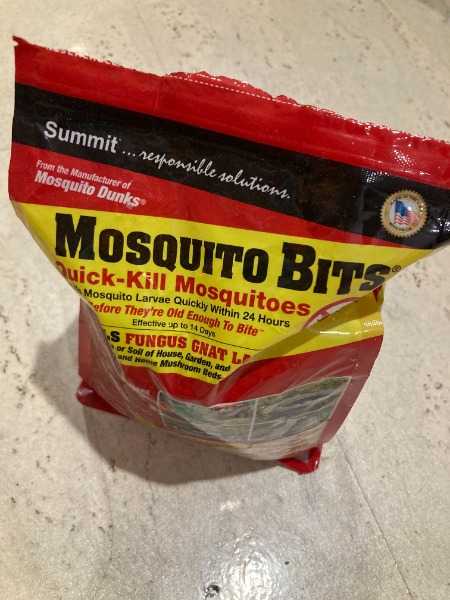 Summit ...responsible solutions.
From the Manufacturer of
Mosquito Dunks®
MOSQUITO BITS®
Quick-Kill Mosquitoes
Mosquito Larvae Quickly Within 24 Hours
Before They're Old Enough To Bite™
Effective up to 14 Days
FUNGUS GNAT
or Soil of House, Garden, and
and Home Mushroom Beds